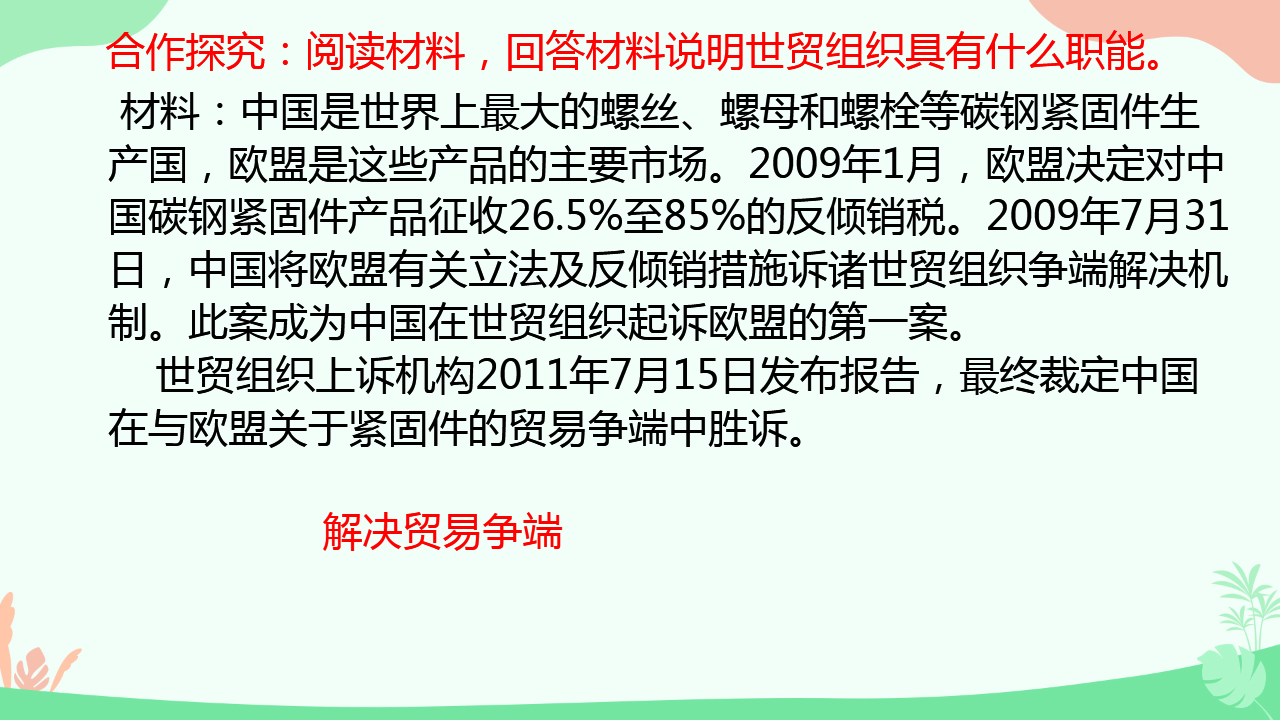 合作探究：阅读材料，回答材料说明世贸组织具有什么职能。
材料：中国是世界上最大的螺丝、螺母和螺栓等碳钢紧固件生
产国，欧盟是这些产品的主要市场。2009年1月，欧盟决定对中
国碳钢紧固件产品征收26.5%至85%的反倾销税。2009年7月31
日，中国将欧盟有关立法及反倾销措施诉诸世贸组织争端解决机
制。此案成为中国在世贸组织起诉欧盟的第一案。
世贸组织上诉机构2011年7月15日发布报告，最终裁定中国
在与欧盟关于紧固件的贸易争端中胜诉。
解决贸易争端